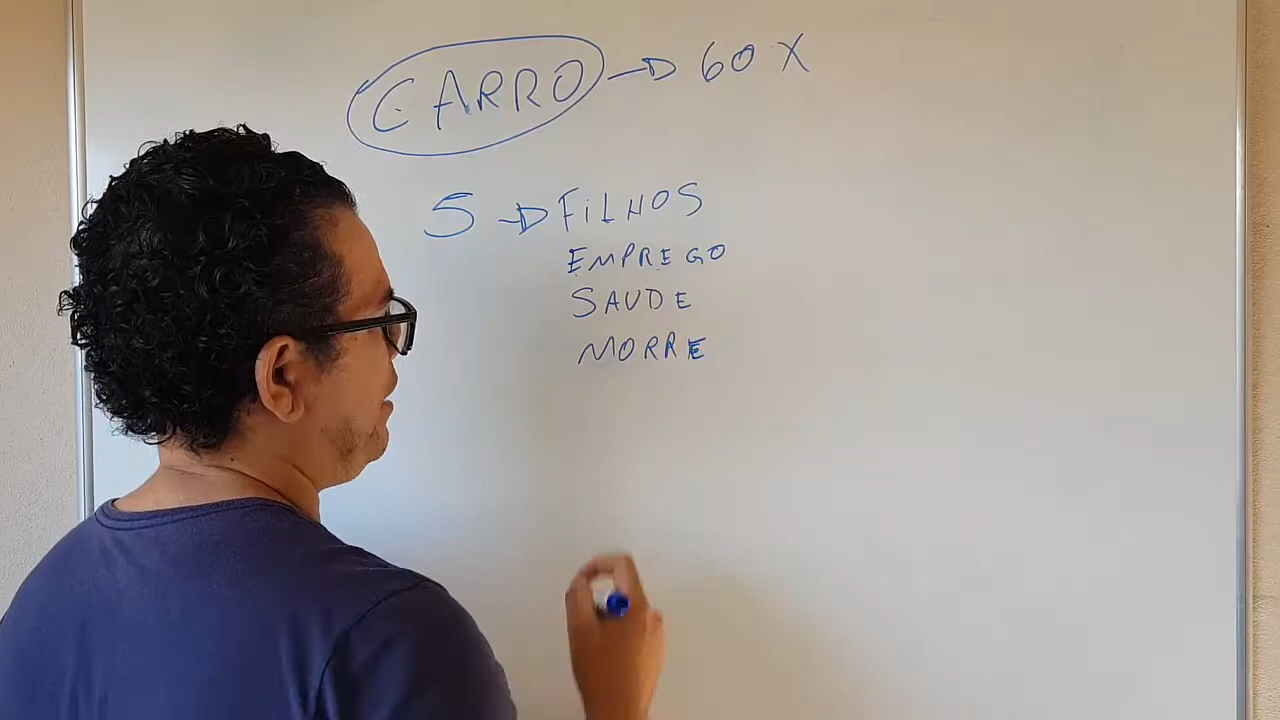 CARRO → 60 X
5 → FiLHOS
EMPREGO
SAUDE
MORRE